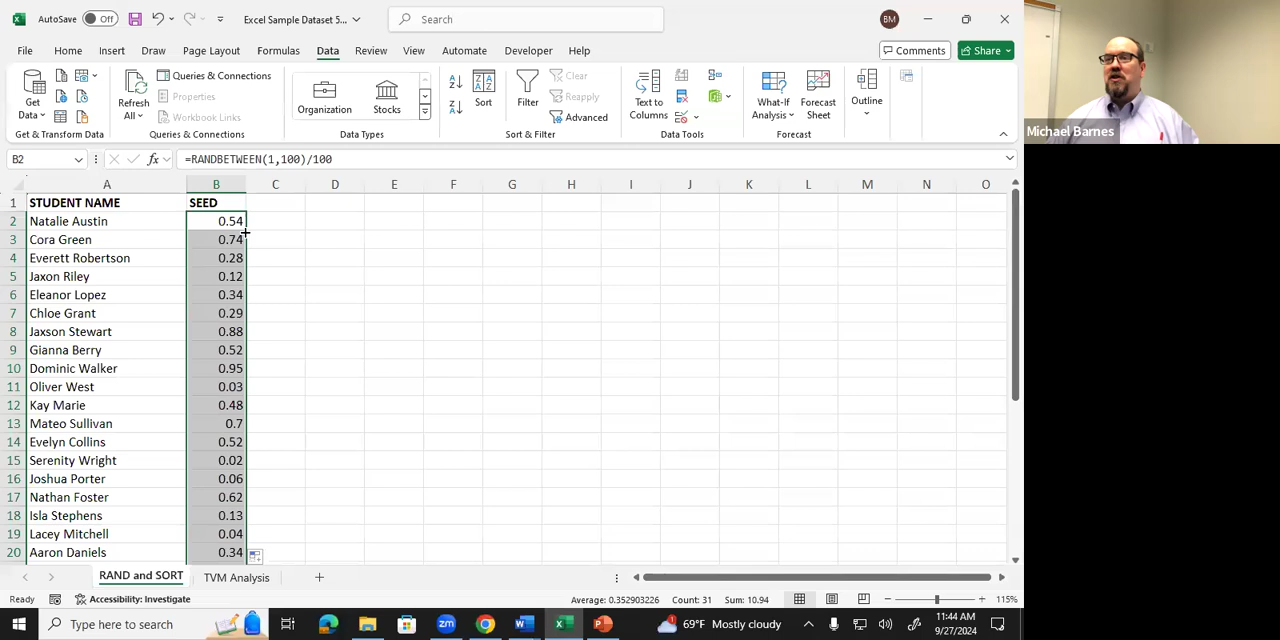 AutoSave Off Excel Sample Dataset 5... Search BM
File Home Insert Draw Page Layout Formulas Data Review View Automate Developer Help Comments Share
Get Data Refresh All Queries & Connections Properties Workbook Links Organization Stocks Sort Filter Clear Reapply Advanced Text to Columns What-If Analysis Forecast Sheet Outline
Get & Transform Data Queries & Connections Data Types Sort & Filter Data Tools Forecast
Michael Barnes
B2 fx =RANDBETWEEN(1,100)/100
A B C D E F G H I J K L M N O
1 STUDENT NAME SEED
2 Natalie Austin 0.54
3 Cora Green 0.74
4 Everett Robertson 0.28
5 Jaxon Riley 0.12
6 Eleanor Lopez 0.34
7 Chloe Grant 0.29
8 Jaxson Stewart 0.88
9 Gianna Berry 0.52
10 Dominic Walker 0.95
11 Oliver West 0.03
12 Kay Marie 0.48
13 Mateo Sullivan 0.7
14 Evelyn Collins 0.52
15 Serenity Wright 0.02
16 Joshua Porter 0.06
17 Nathan Foster 0.62
18 Isla Stephens 0.13
19 Lacey Mitchell 0.04
20 Aaron Daniels 0.34
RAND and SORT TVM Analysis
Ready Accessibility: Investigate Average: 0.352903226 Count: 31 Sum: 10.94 115%
Type here to search zm 69°F Mostly cloudy 11:44 AM
9/27/2024